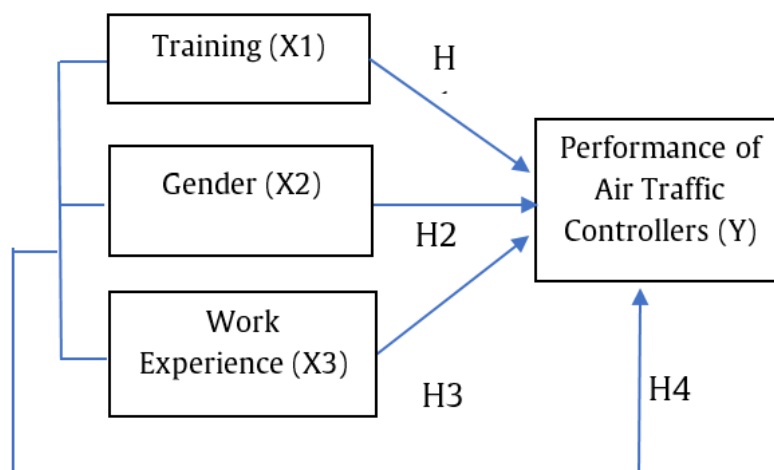 Training (X1)
H
Gender (X2)
H2
Work
Experience (X3)
H3
Performance of
Air Traffic
Controllers (Y)
H4